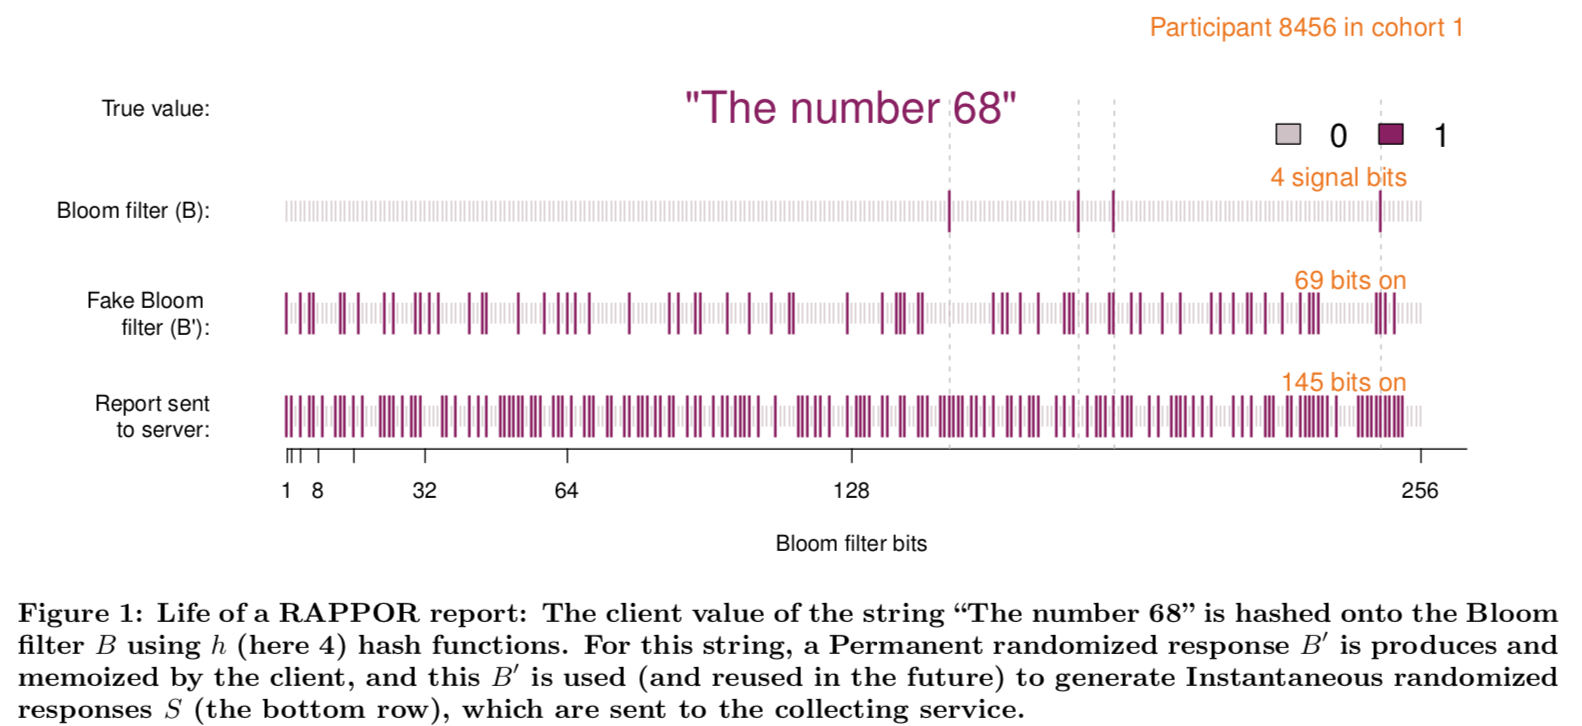 Participant 8456 in cohort 1
True value:
"The number 68"
0 1
4 signal bits
Bloom filter (B):
69 bits on
Fake Bloom
filter (B'):
145 bits on
Report sent
to server:
1 8 32 64 128 256
Bloom filter bits
Figure 1: Life of a RAPPOR report: The client value of the string “The number 68” is hashed onto the Bloom
filter B using h (here 4) hash functions. For this string, a Permanent randomized response B′ is produces and
memoized by the client, and this B′ is used (and reused in the future) to generate Instantaneous randomized
responses S (the bottom row), which are sent to the collecting service.